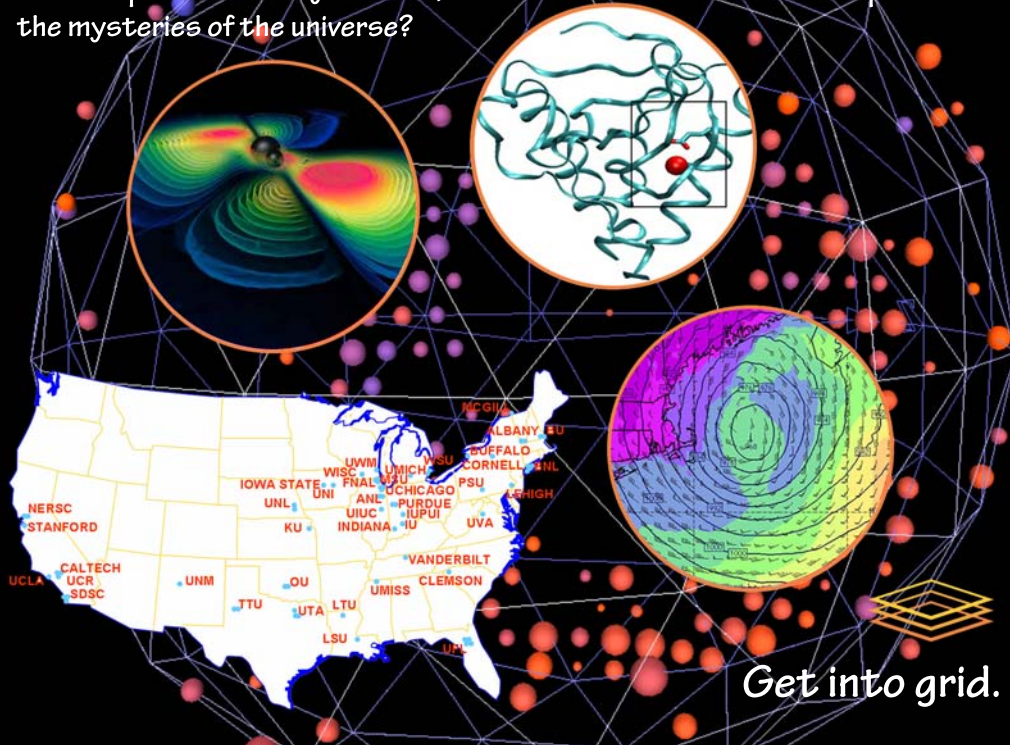 the mysteries of the universe?
MCGILL
ALBANY BU
BUFFALO
UWM UMICH WSU CORNELL BNL
WISC FNAL MSU
IOWA STATE UCHICAGO PSU
UNI ANL LEHIGH
UNL PURDUE
NERSC UIUC IUPUI
STANFORD KU INDIANA IU UVA
VANDERBILT
CALTECH
UCLA UCR UNM OU CLEMSON
SDSC UMISS
TTU UTA LTU
LSU
UFL
1000 1000
Get into grid.